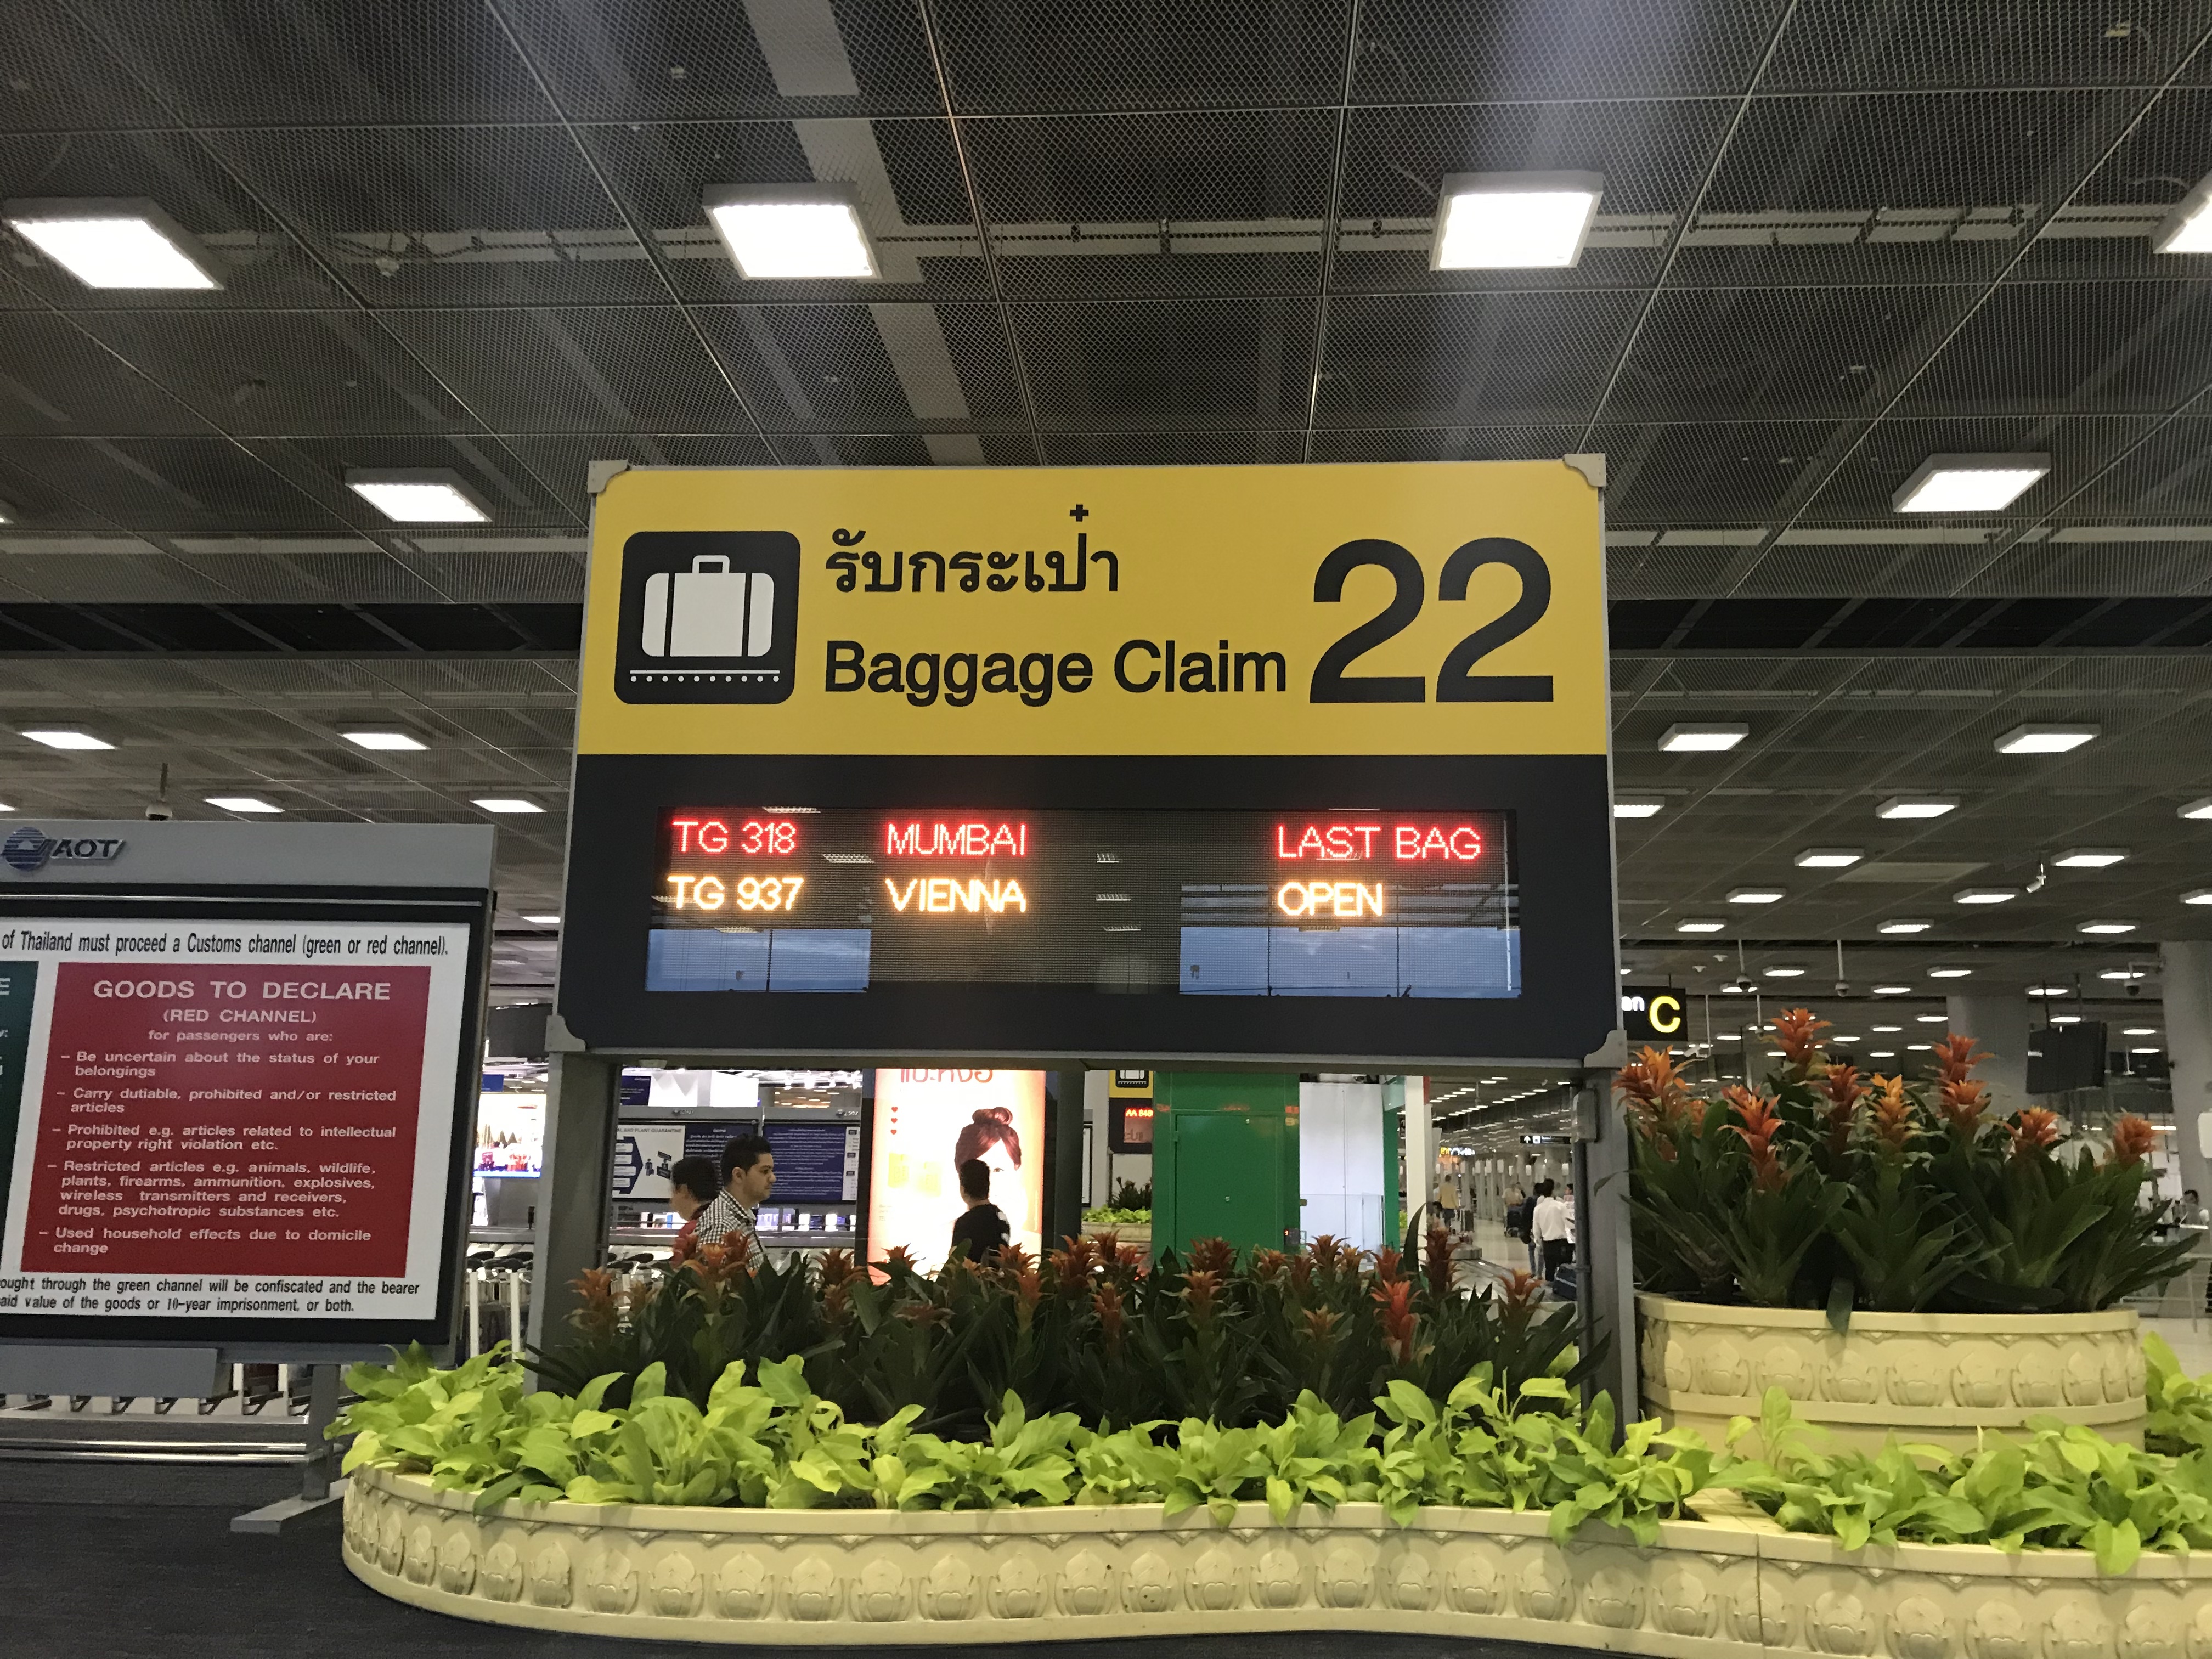 รับกระเป๋า
Baggage Claim
22
TG 318 MUMBAI LAST BAG
TG 937 VIENNA OPEN
AOT
of Thailand must proceed a Customs channel (green or red channel).
GOODS TO DECLARE
(RED CHANNEL)
for passengers who are:
– Be uncertain about the status of your
belongings
– Carry dutiable, prohibited and/or restricted
articles
– Prohibited e.g. articles related to intellectual
property right violation etc.
– Restricted articles e.g. animals, wildlife,
plants, firearms, ammunition, explosives,
wireless transmitters and receivers,
drugs, psychotropic substances etc.
– Used household effects due to domicile
change
through the green channel will be confiscated and the bearer
value of the goods or 10-year imprisonment, or both.
C